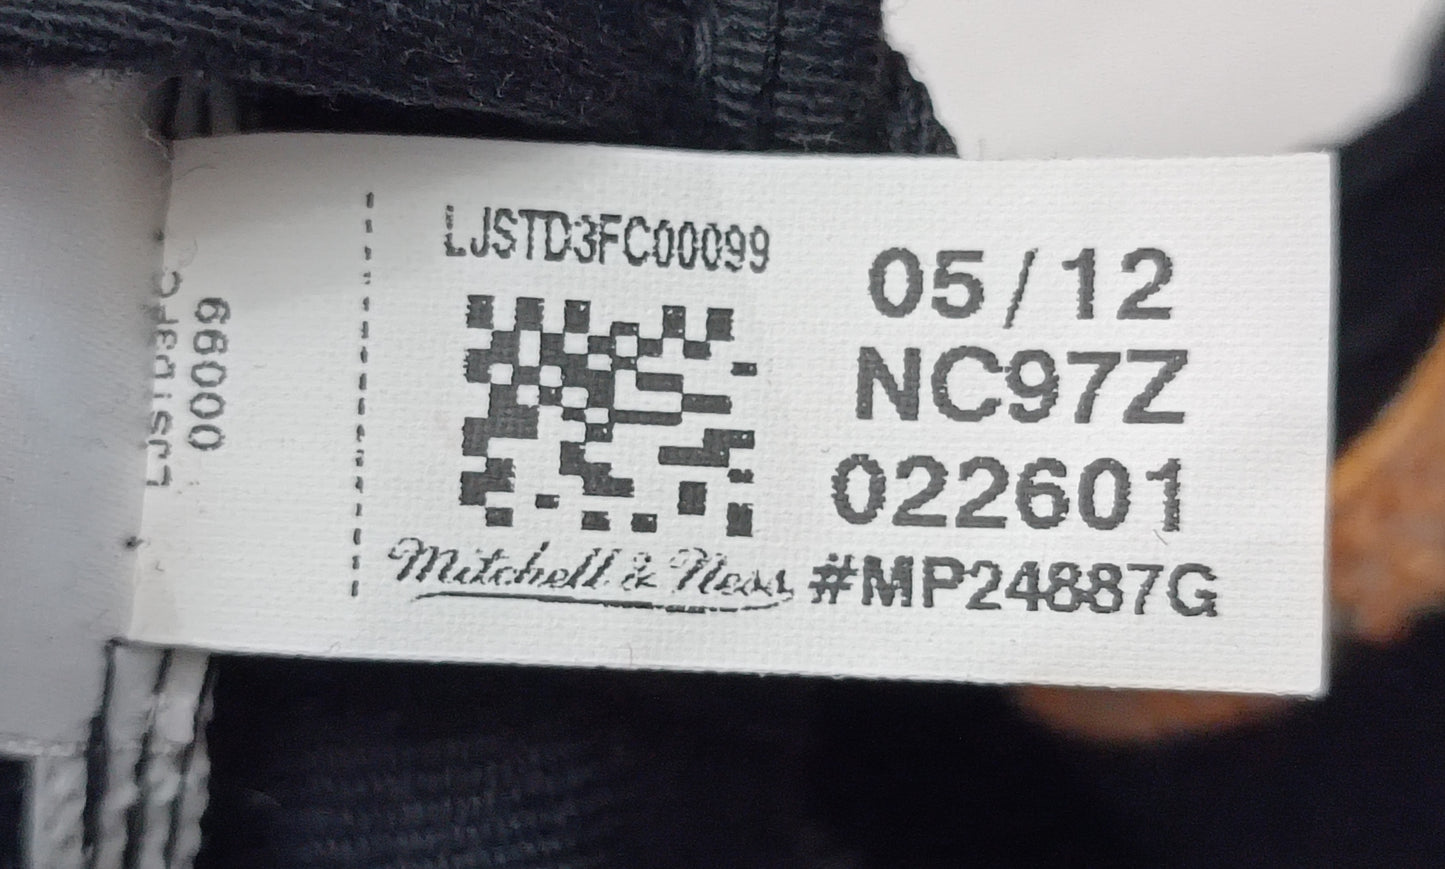 LJSTD3FC
00099
LJSTD3FC00099
Mitchell & Ness
05/12
NC97Z
022601
#MP24887G